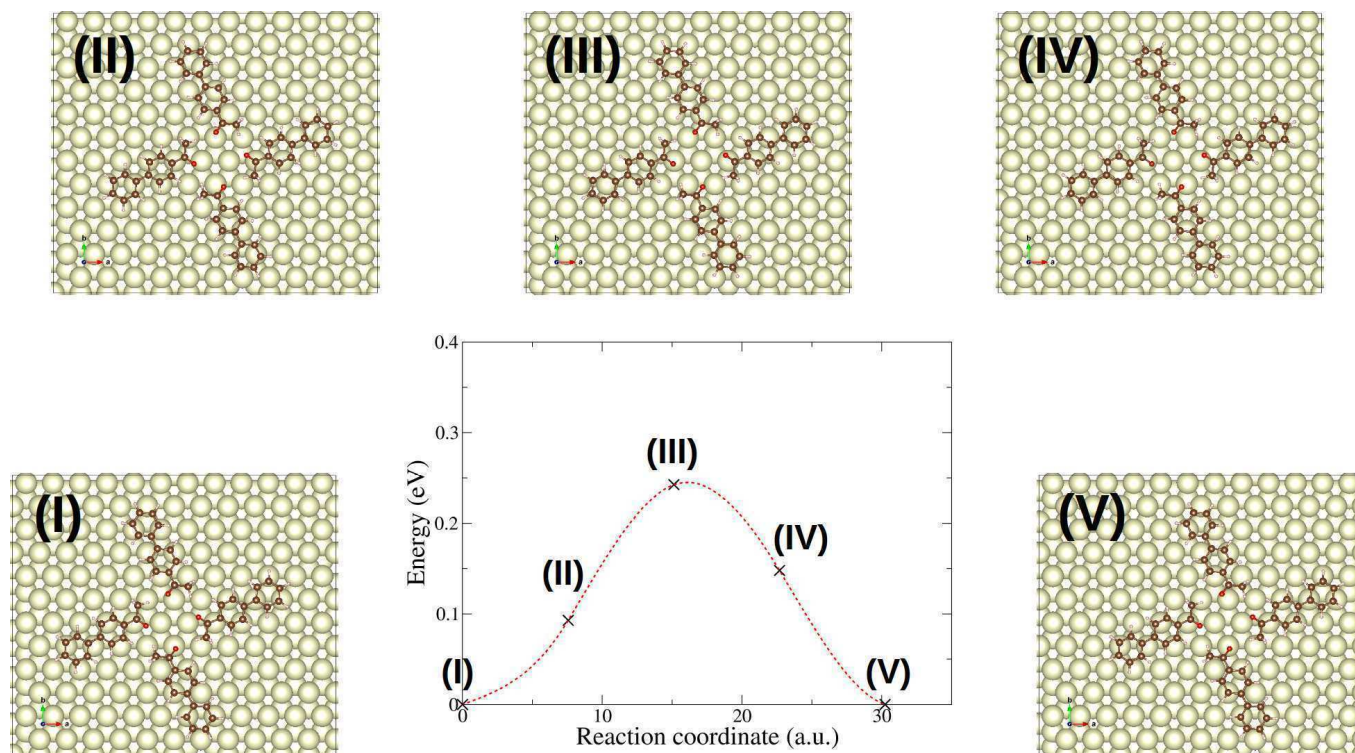 (II)
(III)
(IV)
b
a
b
a
b
a
(I)
b
a
(V)
b
a
0.4
0.3
0.2
0.1
0
Energy (eV)
(I)
(II)
(III)
(IV)
(V)
0
10
20
30
Reaction coordinate (a.u.)